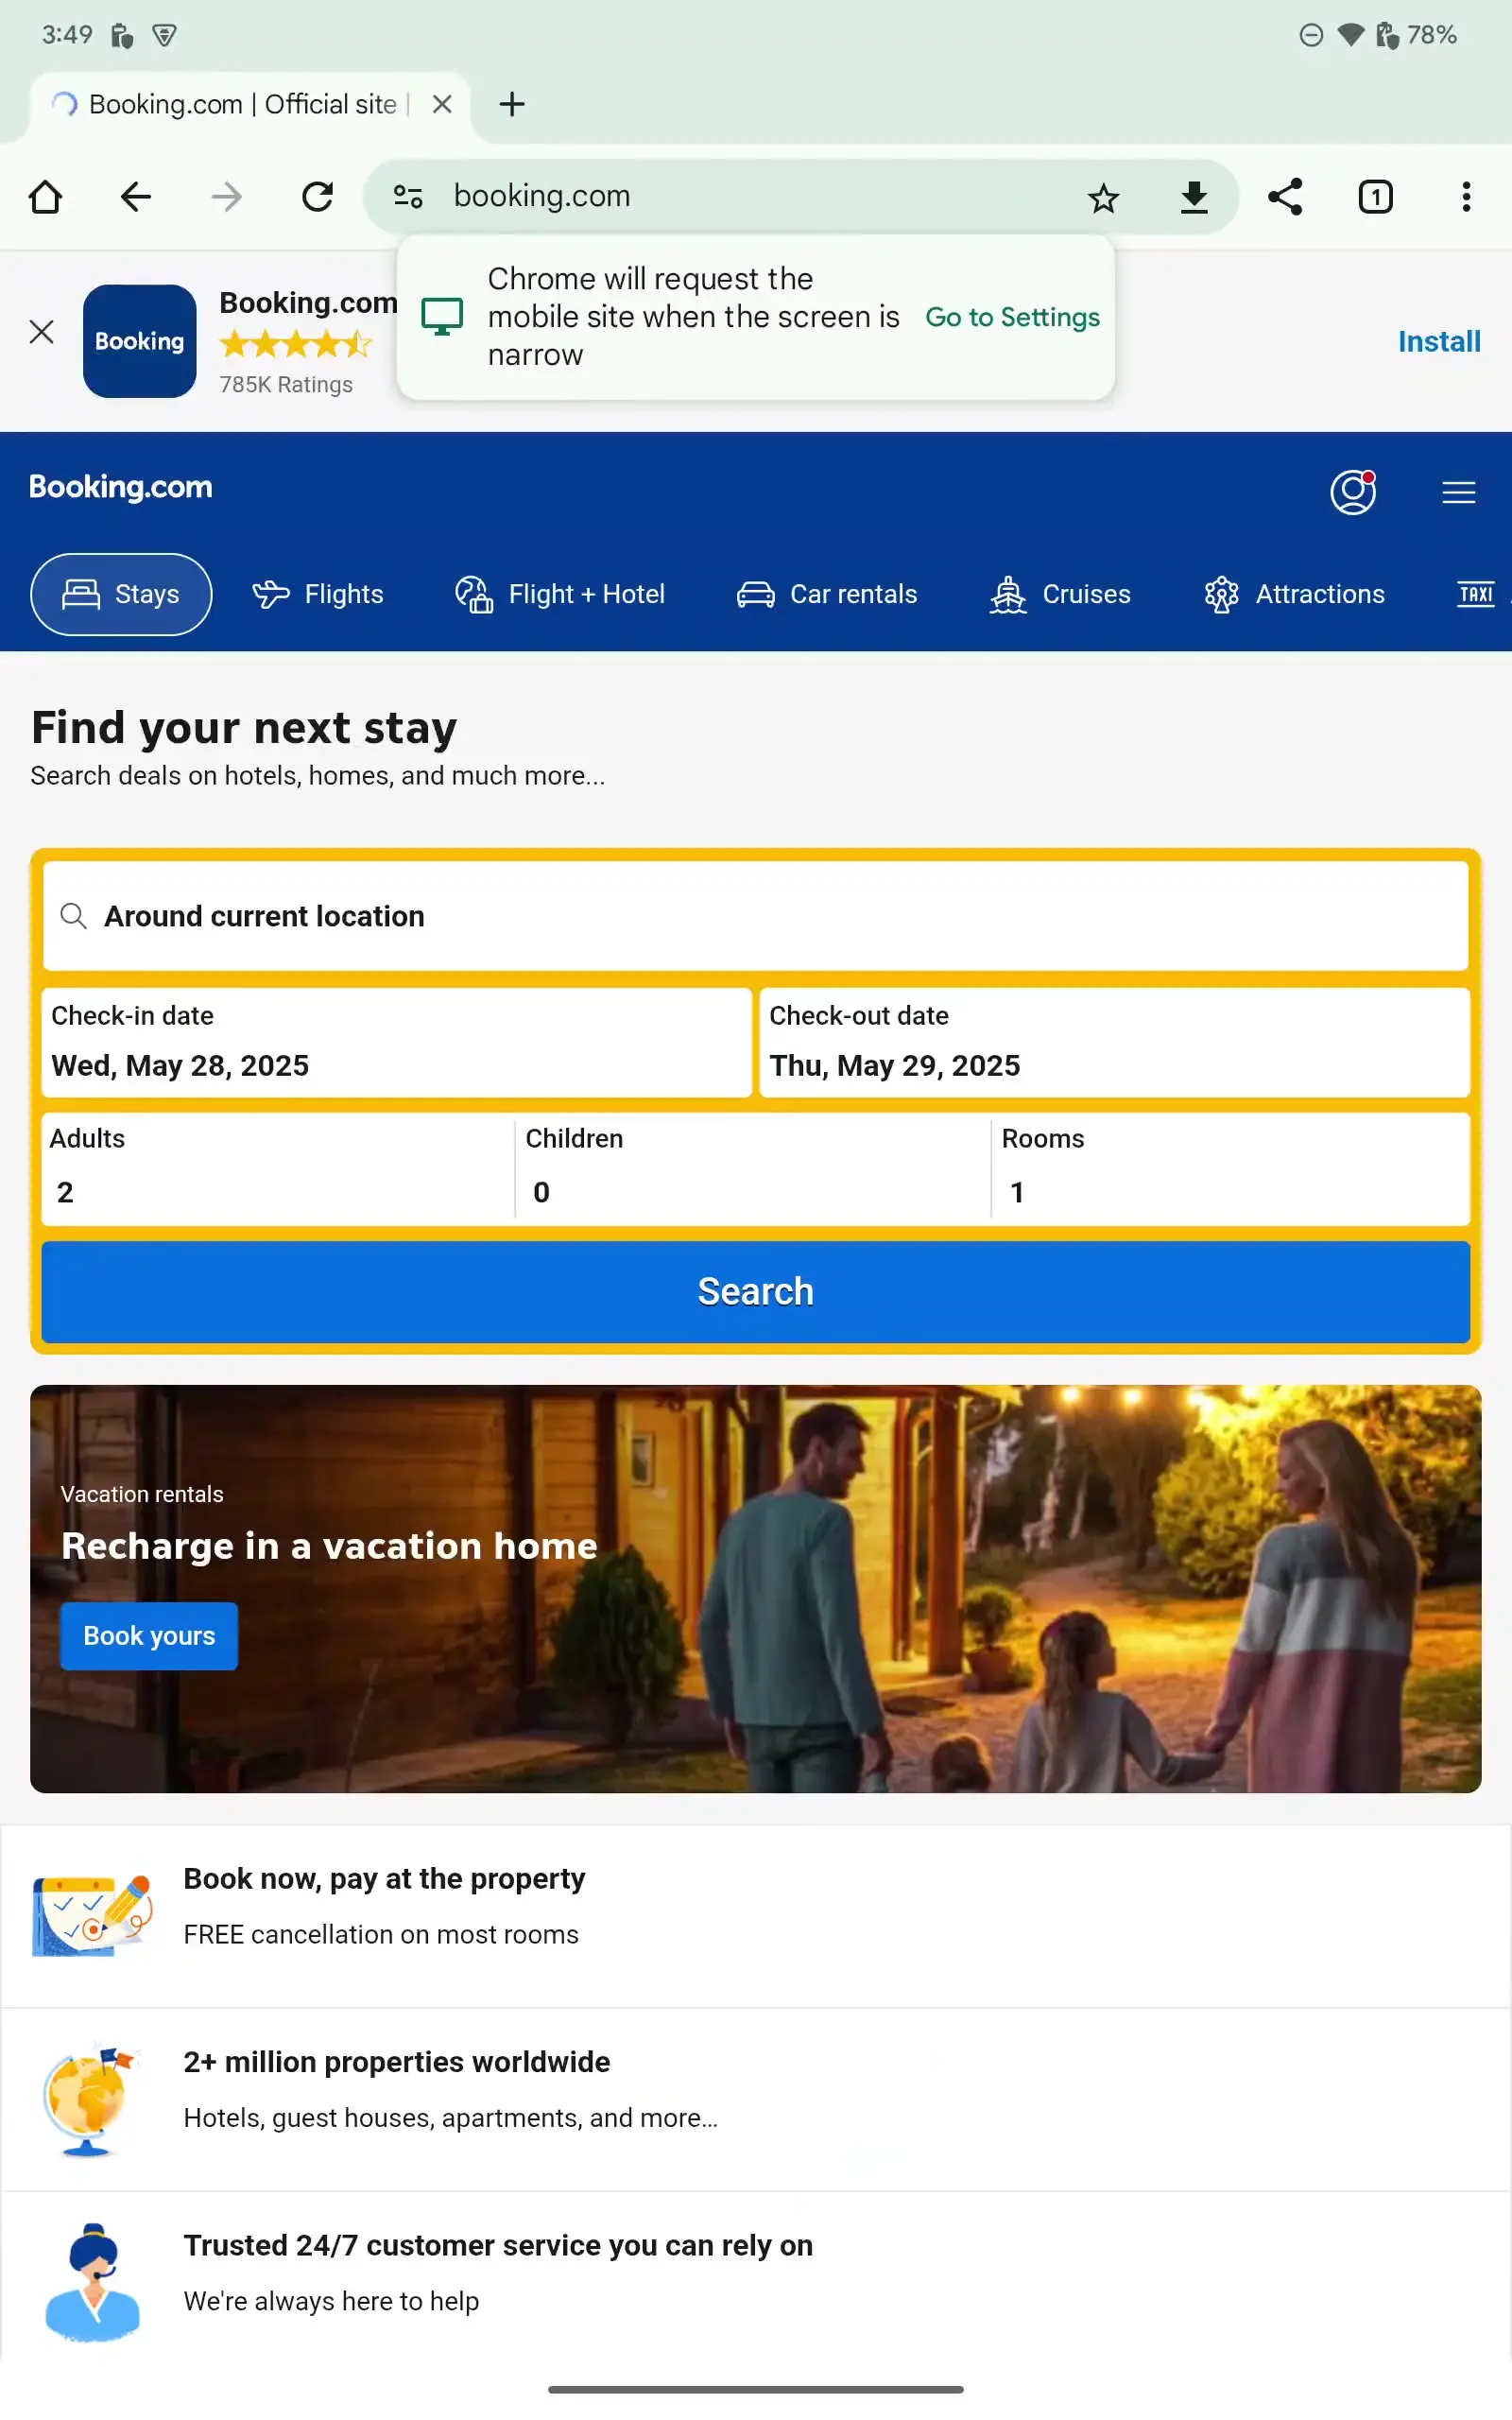 3:49
78%
Booking.com | Official site |
booking.com
1
Chrome will request the
mobile site when the screen is
narrow
Go to Settings
Booking
Booking.com
785K Ratings
Install
Booking.com
Stays
Flights
Flight + Hotel
Car rentals
Cruises
Attractions
TAXI
Find your next stay
Search deals on hotels, homes, and much more...
Around current location
Check-in date
Wed, May 28, 2025
Check-out date
Thu, May 29, 2025
Adults
2
Children
0
Rooms
1
Search
Vacation rentals
Recharge in a vacation home
Book yours
Book now, pay at the property
FREE cancellation on most rooms
2+ million properties worldwide
Hotels, guest houses, apartments, and more…
Trusted 24/7 customer service you can rely on
We're always here to help